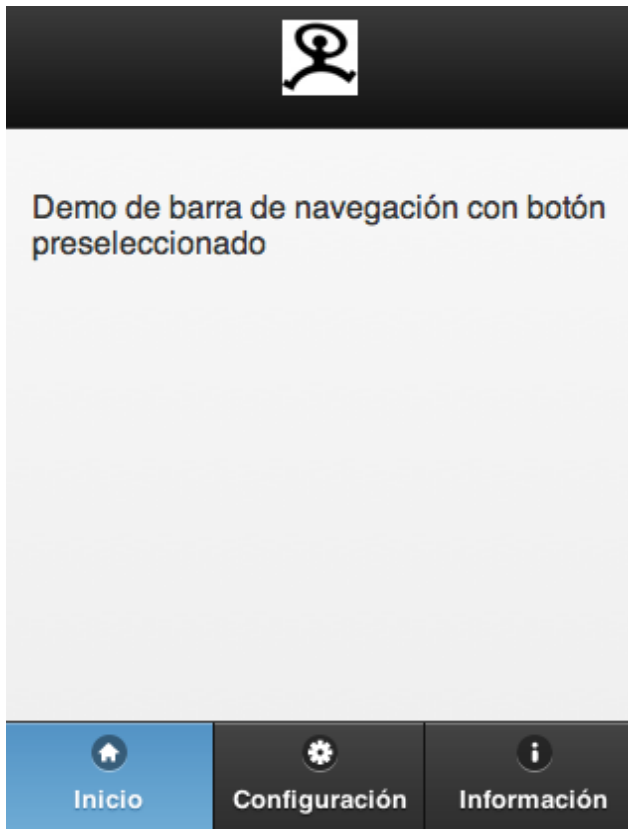 Demo de barra de navegación con botón
preseleccionado
Inicio
Configuración
Información